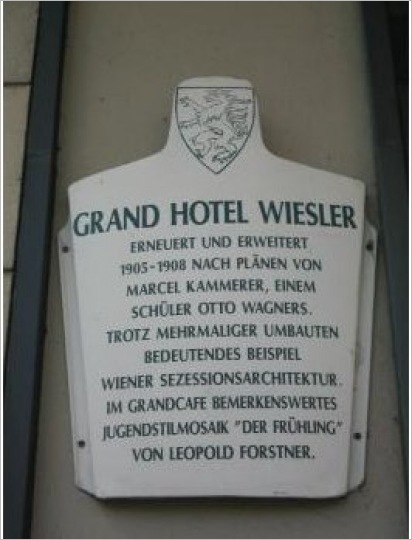 GRAND HOTEL WIESLER
ERNEUERT UND ERWEITERT
1905-1908 NACH PLÄNEN VON
MARCEL KAMMERER, EINEM
SCHÜLER OTTO WAGNERS.
TROTZ MEHRMALIGER UMBAUTEN
BEDEUTENDES BEISPIEL
WIENER SEZESSIONSARCHITEKTUR.
IM GRANDCAFE BEMERKENSWERTES
JUGENDSTILMOSAIK "DER FRÜHLING"
VON LEOPOLD FORSTNER.